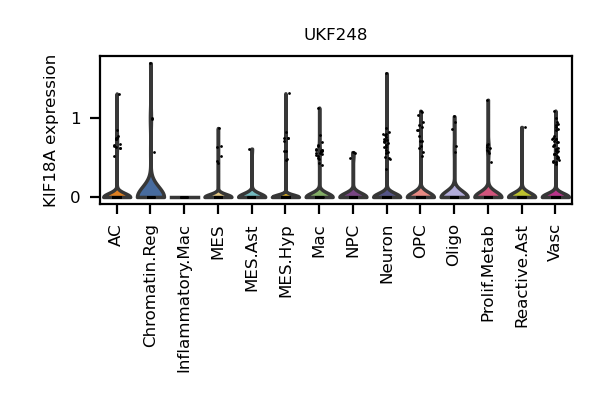 UKF248
KIF18A expression
1
0
AC
Chromatin.Reg
Inflammatory.Mac
MES
MES.Ast
MES.Hyp
Mac
NPC
Neuron
OPC
Oligo
Prolif.Metab
Reactive.Ast
Vasc